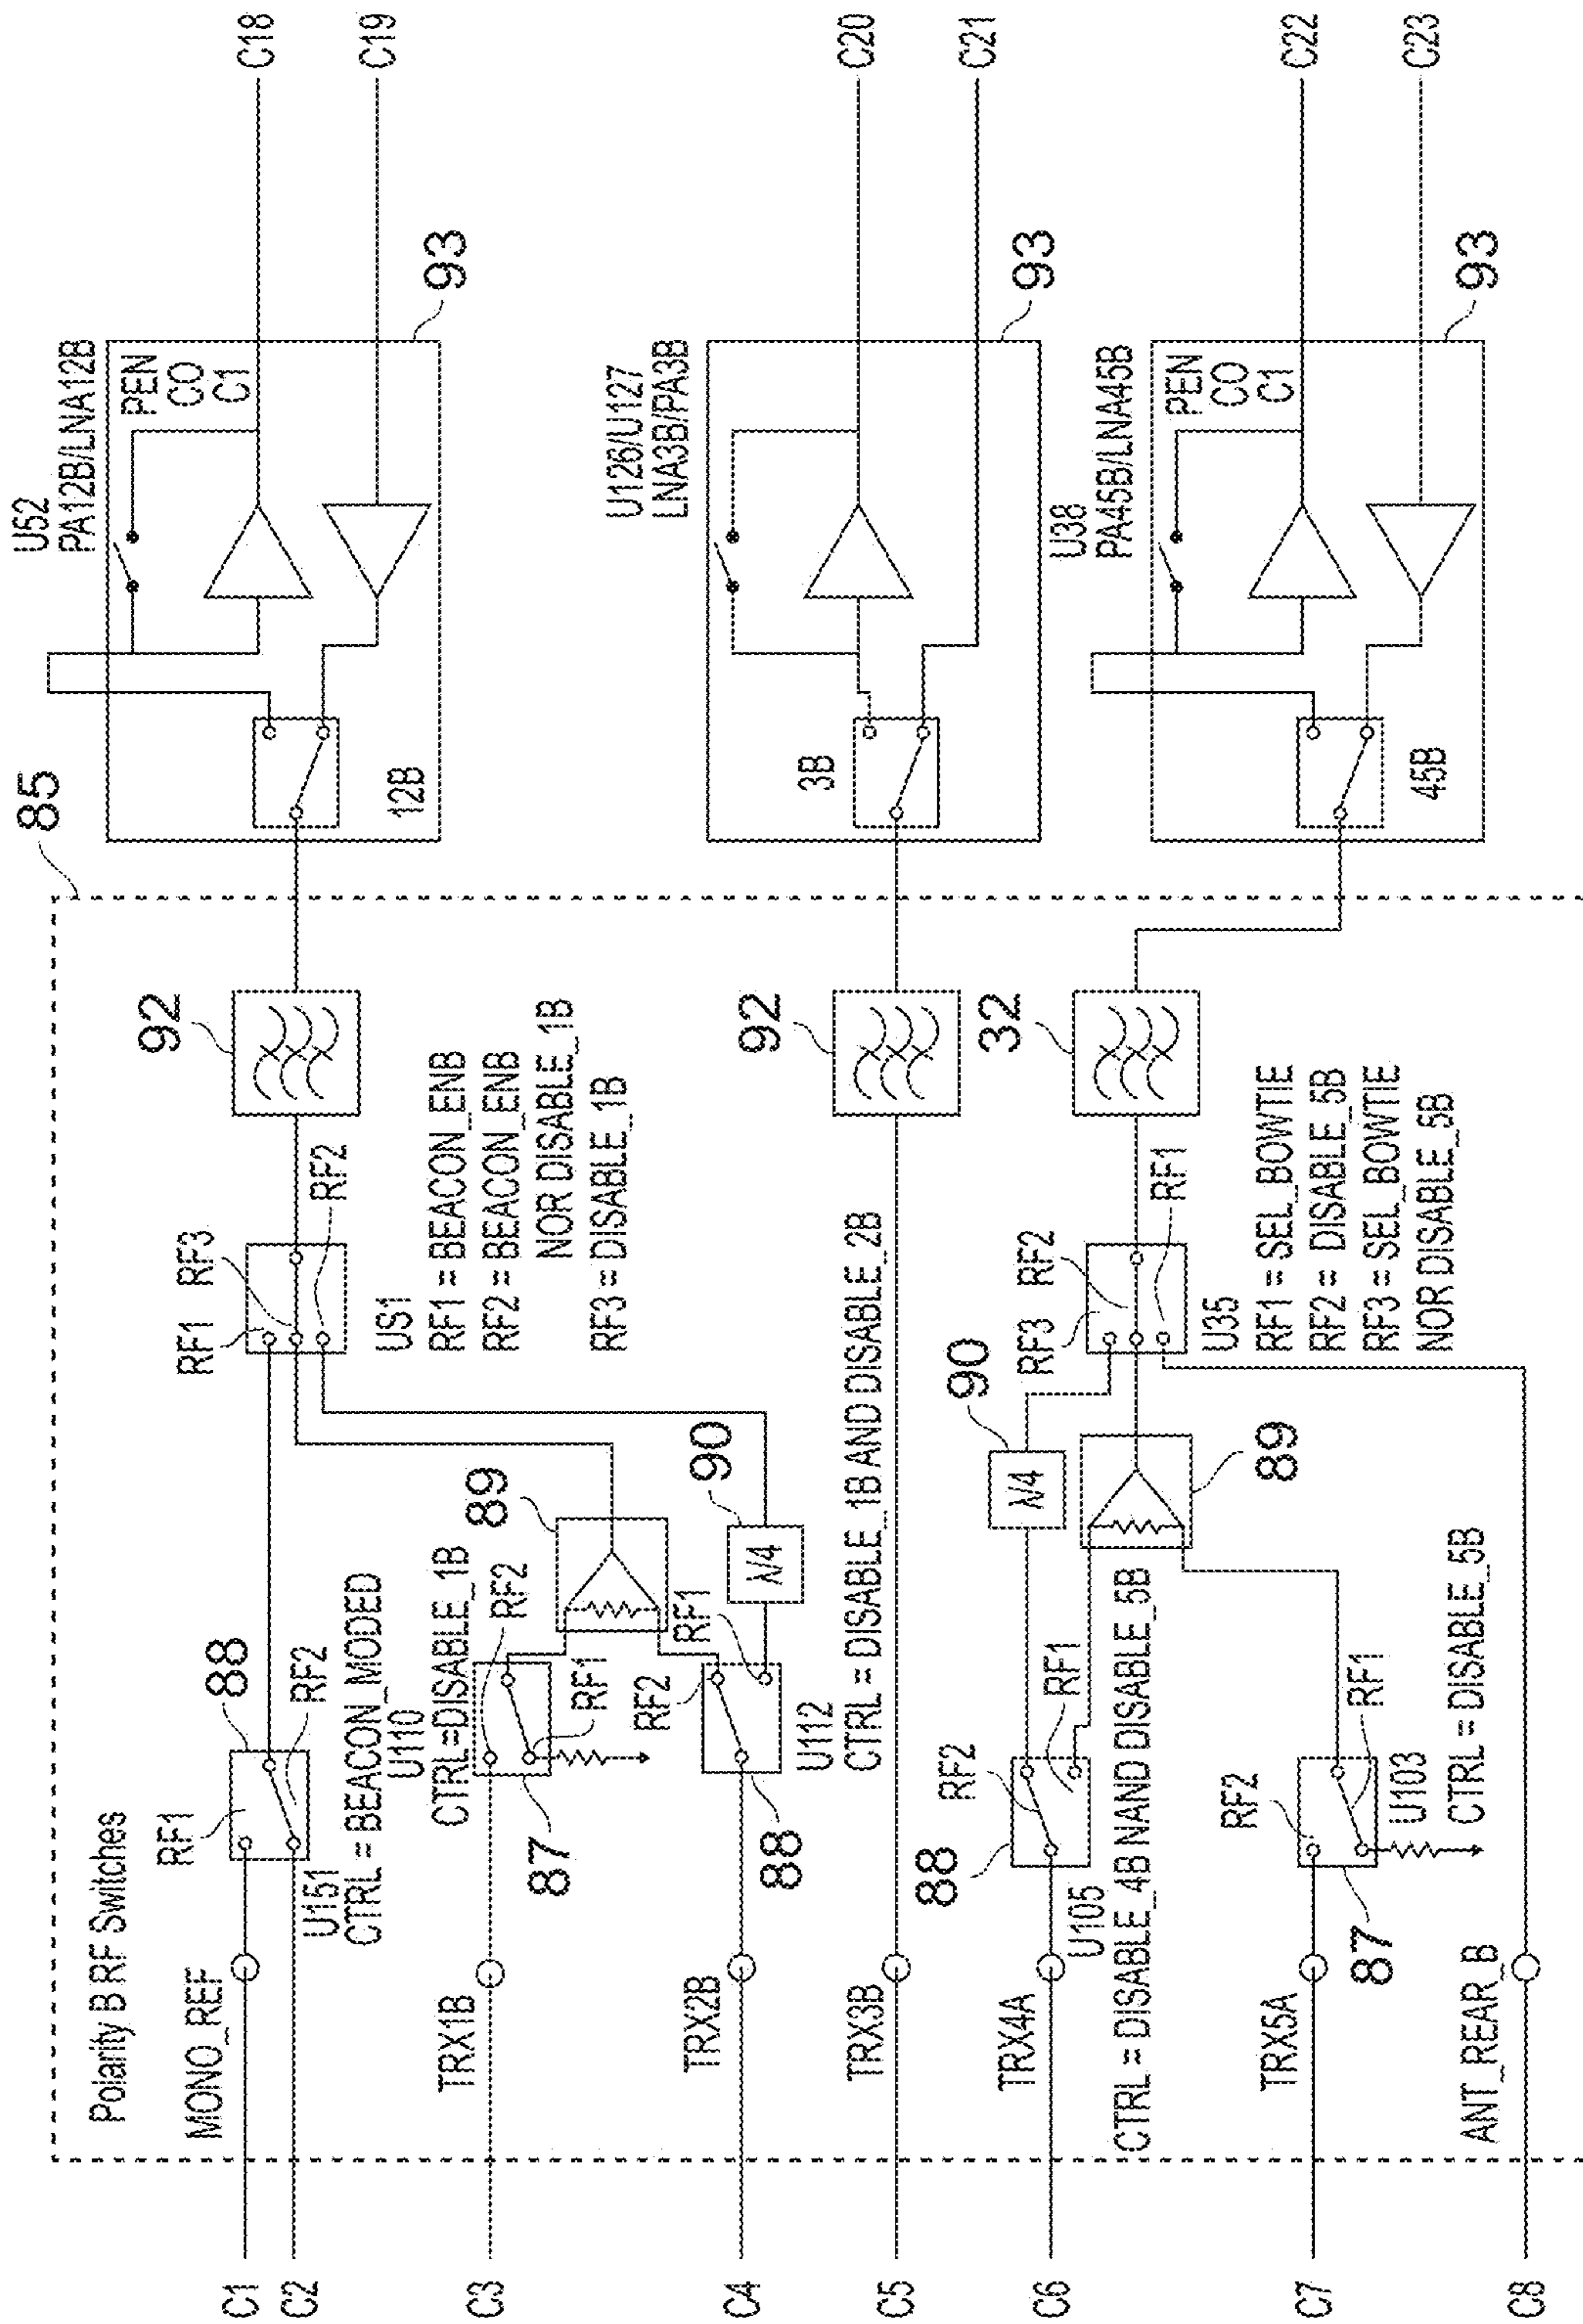 Polarity B RF Switches
85
C1
C2
C3
C4
C5
C6
C7
C8
MONO_REF
TRX1B
TRX2B
TRX3B
TRX4A
TRX5A
ANT_REAR_B
RF1
88
RF2
U151
CTRL = BEACON_MODED
U110
CTRL=DISABLE_1B
RF2
RF1
87
89
RF2
RF1
88
U112
CTRL = DISABLE_1B AND DISABLE_2B
90
λ/4
RF1
RF3
RF2
US1
RF1 = BEACON_ENB
RF2 = BEACON_ENB
NOR DISABLE_1B
RF3 = DISABLE_1B
92
92
32
88
RF2
RF1
U105
CTRL = DISABLE_4B NAND DISABLE_5B
90
λ/4
89
RF2
RF1
U103
CTRL = DISABLE_5B
87
RF3
RF2
RF1
U35
RF1 = SEL_BOWTIE
RF2 = DISABLE_5B
RF3 = SEL_BOWTIE
NOR DISABLE_5B
U52
PA12B/LNA12B
PEN
CO
C1
12B
93
C18
C19
U126/U127
LNA3B/PA3B
3B
93
C20
C21
U38
PA45B/LNA45B
PEN
CO
C1
45B
93
C22
C23